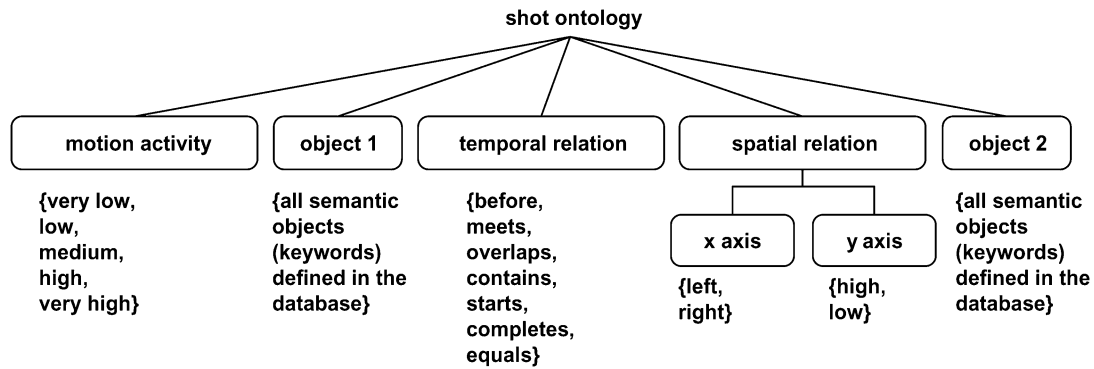 shot ontology
motion activity
object 1
temporal relation
spatial relation
object 2
{very low,
low,
medium,
high,
very high}
{all semantic
objects
(keywords)
defined in the
database}
{before,
meets,
overlaps,
contains,
starts,
completes,
equals}
x axis
y axis
{left,
right}
{high,
low}
{all semantic
objects
(keywords)
defined in the
database}